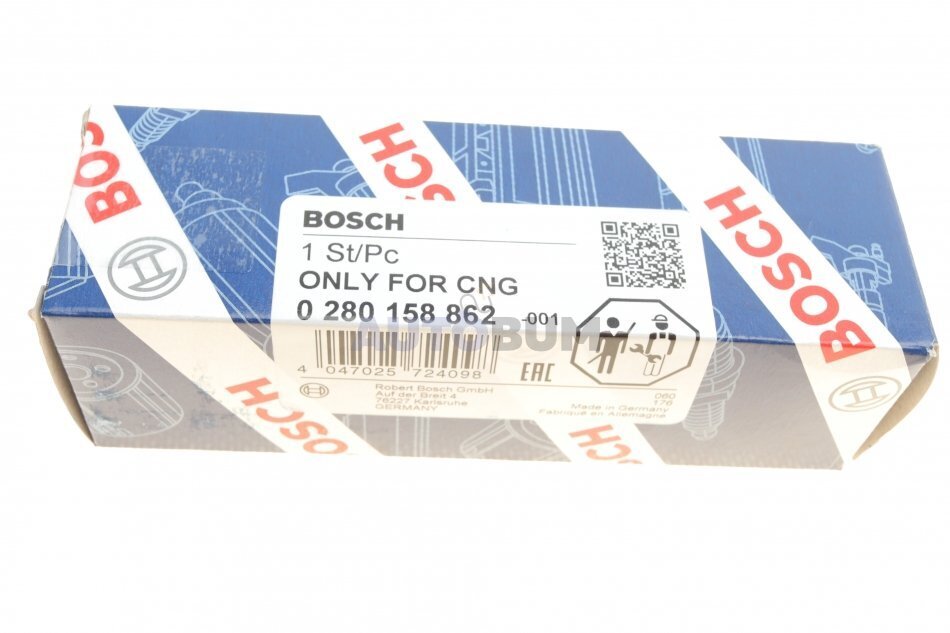 BOSCH
BOSCH
BOSCH
BOSCH
1 St/Pc
ONLY FOR CNG
0 280 158 862 -001
AUTOBUM
4 047025 724098
EAC
Robert Bosch GmbH
Auf der Breit 4
76227 Karlsruhe
GERMANY
060
176
Made in Germany
Fabriqué en Allemagne
BOSCH
BOSCH